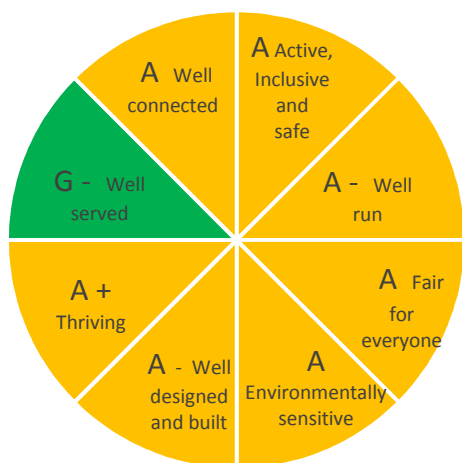 A Active,
Inclusive
and
safe
A - Well
run
A Fair
for
everyone
A
Environmentally
sensitive
A - Well
designed
and built
A +
Thriving
G - Well
served
A Well
connected